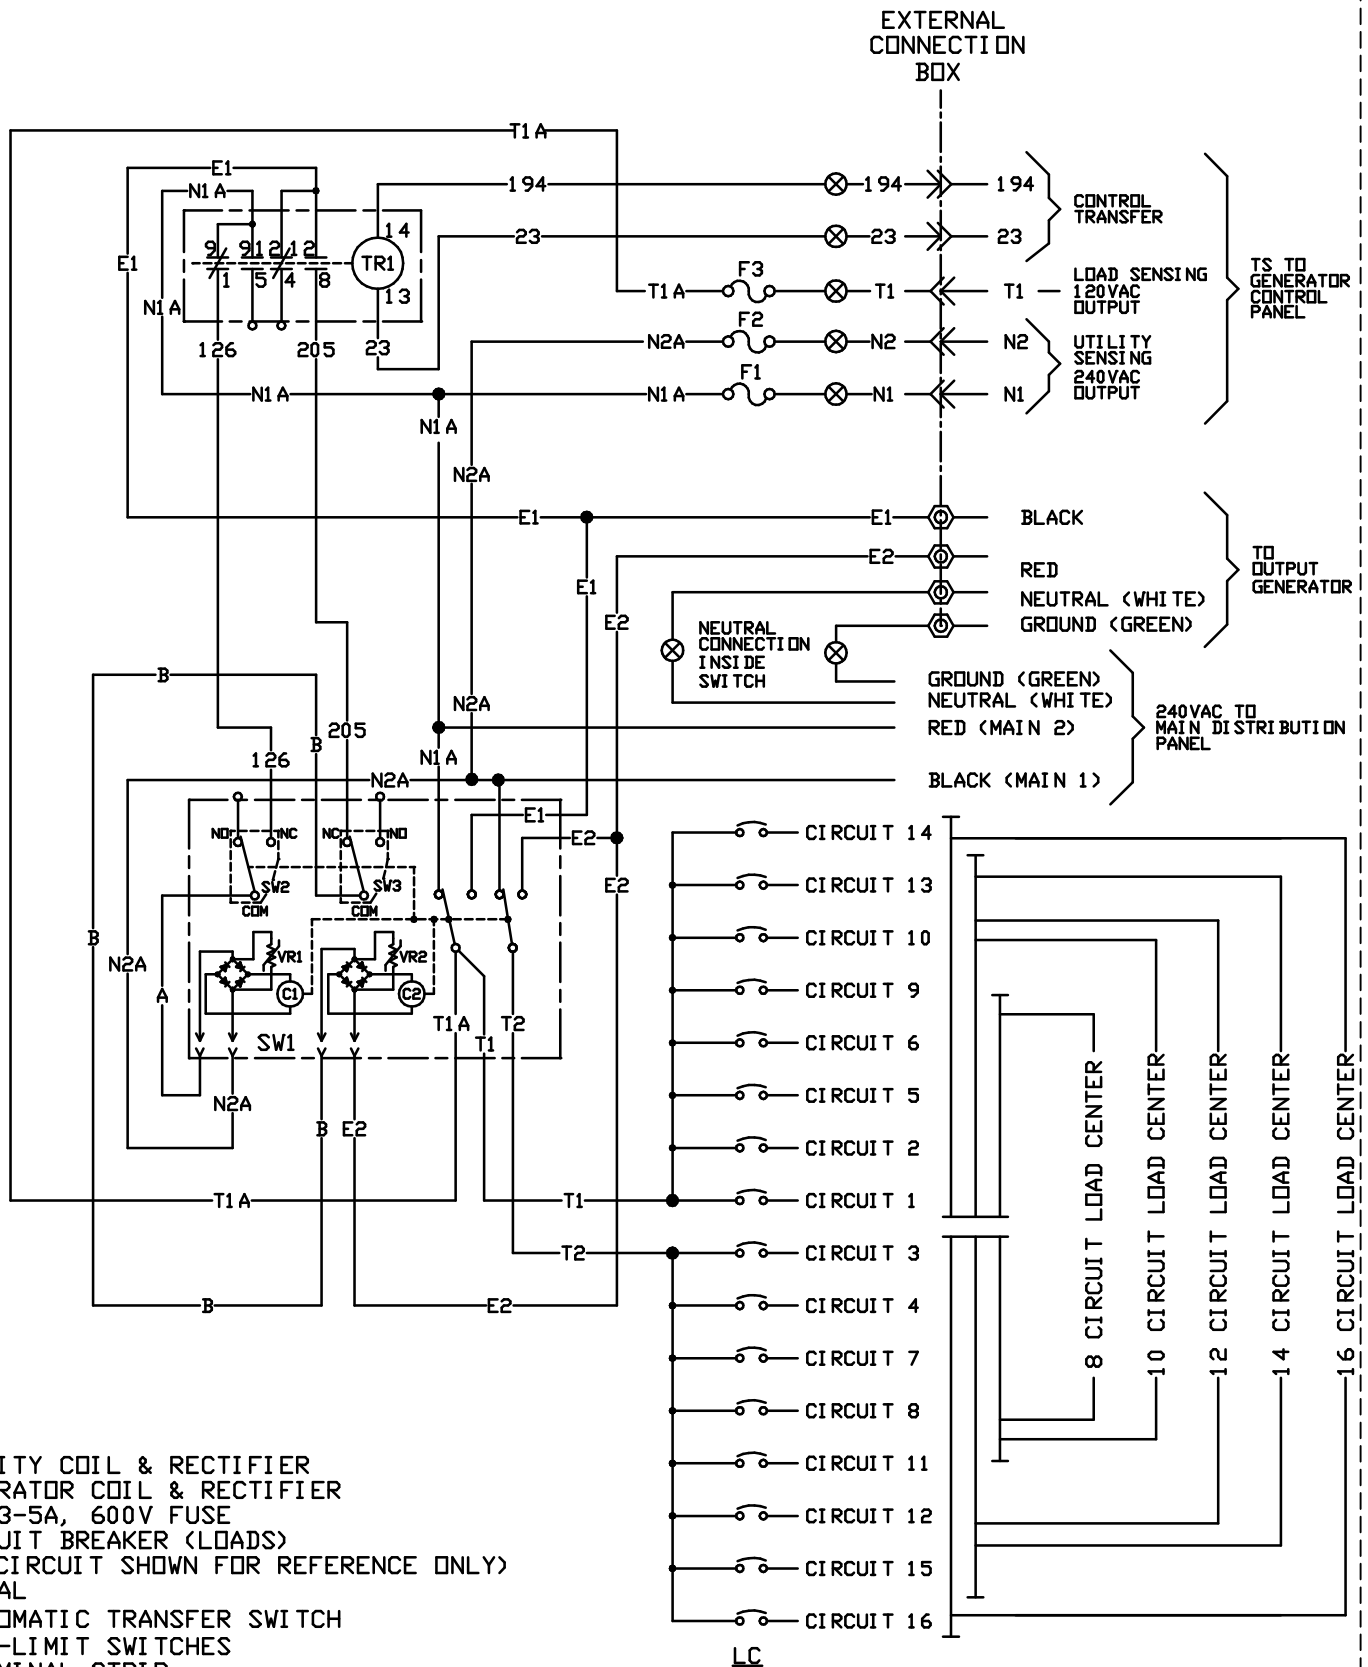 EXTERNAL
CONNECTION
BOX
T1A
E1
N1A
194
194
194
CONTROL
TRANSFER
9
9
12
12
14
TR1
1
5
4
8
13
E1
23
23
23
TS TO
GENERATOR
CONTROL
PANEL
F3
T1A
T1
T1
LOAD SENSING
120VAC
OUTPUT
N1A
F2
126
205
23
N2A
N2
N2
UTILITY
SENSING
240VAC
OUTPUT
F1
N1A
N1A
N1
N1
N1A
N2A
E1
E1
BLACK
E2
RED
TO
OUTPUT
GENERATOR
E1
NEUTRAL (WHITE)
E2
GROUND (GREEN)
NEUTRAL
CONNECTION
INSIDE
SWITCH
B
GROUND (GREEN)
NEUTRAL (WHITE)
N2A
RED (MAIN 2)
240VAC TO
MAIN DISTRIBUTION
PANEL
205
B
126
N1A
N2A
BLACK (MAIN 1)
E1
NO
NC
NC
NO
E2
SW2
SW3
COM
COM
E2
B
N2A
A
VR1
VR2
C1
C2
T1A
T2
T1
SW1
N2A
B
E2
T1A
T1
T2
B
E2
CIRCUIT 14
CIRCUIT 13
CIRCUIT 10
CIRCUIT 9
CIRCUIT 6
CIRCUIT 5
CIRCUIT 2
CIRCUIT 1
CIRCUIT 3
CIRCUIT 4
CIRCUIT 7
CIRCUIT 8
CIRCUIT 11
CIRCUIT 12
CIRCUIT 15
CIRCUIT 16
LC
8 CIRCUIT LOAD CENTER
10 CIRCUIT LOAD CENTER
12 CIRCUIT LOAD CENTER
14 CIRCUIT LOAD CENTER
16 CIRCUIT LOAD CENTER
ITY COIL & RECTIFIER
RATOR COIL & RECTIFIER
3-5A, 600V FUSE
UIT BREAKER (LOADS)
CIRCUIT SHOWN FOR REFERENCE ONLY)
AL
OMATIC TRANSFER SWITCH
-LIMIT SWITCHES